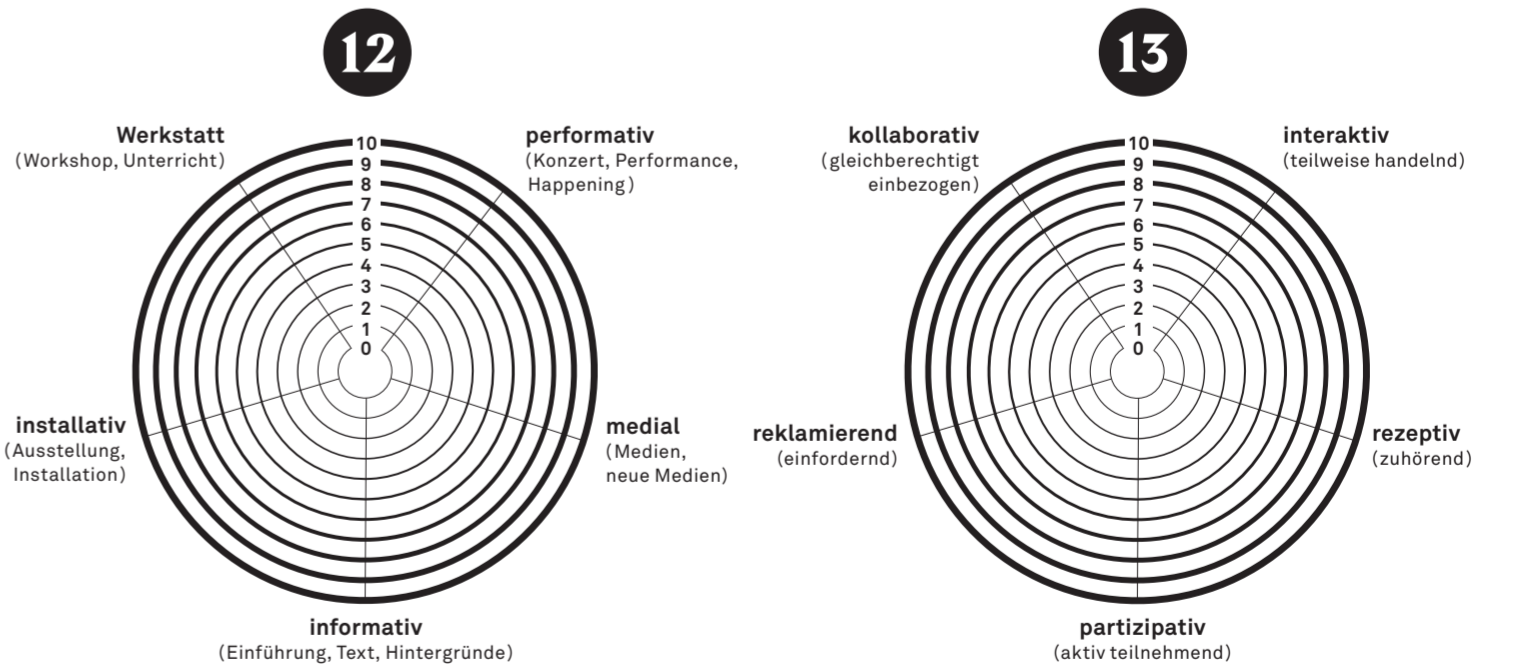 12
Werkstatt
(Workshop, Unterricht)
performativ
(Konzert, Performance,
Happening)
10
9
8
7
6
5
4
3
2
1
0
installativ
(Ausstellung,
Installation)
medial
(Medien,
neue Medien)
informativ
(Einführung, Text, Hintergründe)
13
kollaborativ
(gleichberechtigt
einbezogen)
interaktiv
(teilweise handelnd)
10
9
8
7
6
5
4
3
2
1
0
reklamierend
(einfordernd)
rezeptiv
(zuhörend)
partizipativ
(aktiv teilnehmend)